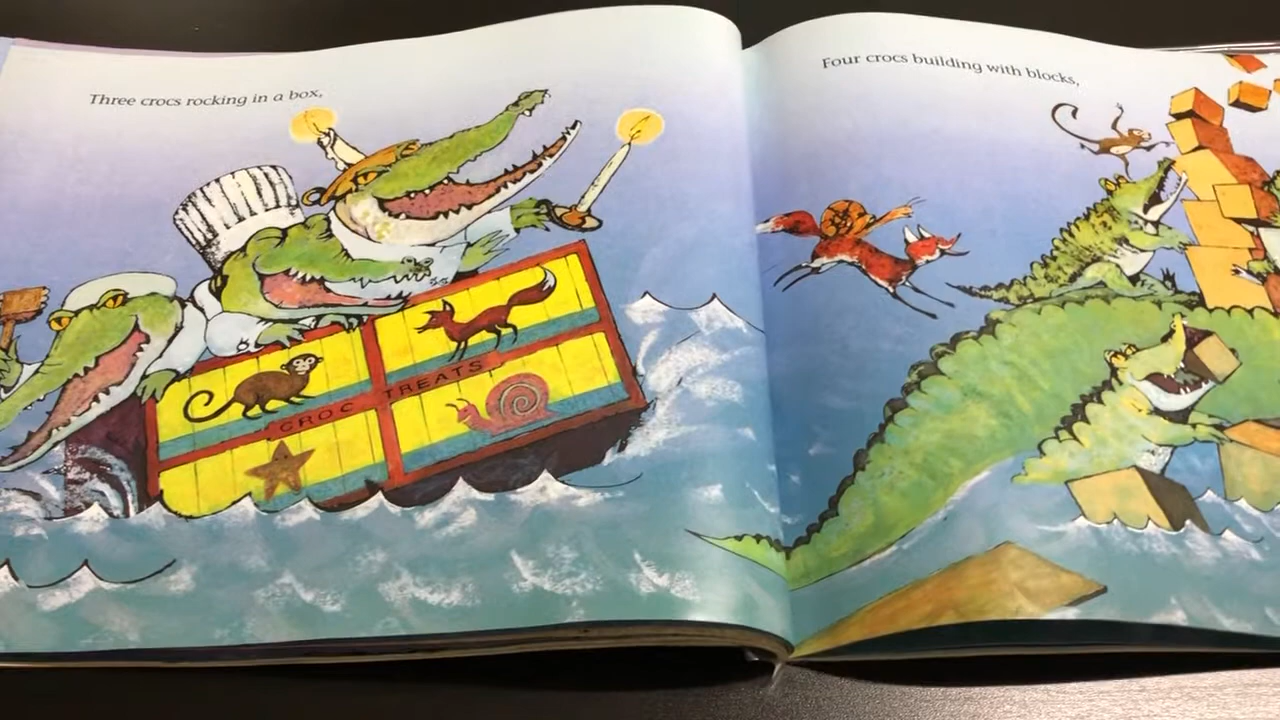 Three crocs rocking in a box,
CROC TREATS
Four crocs building with blocks,